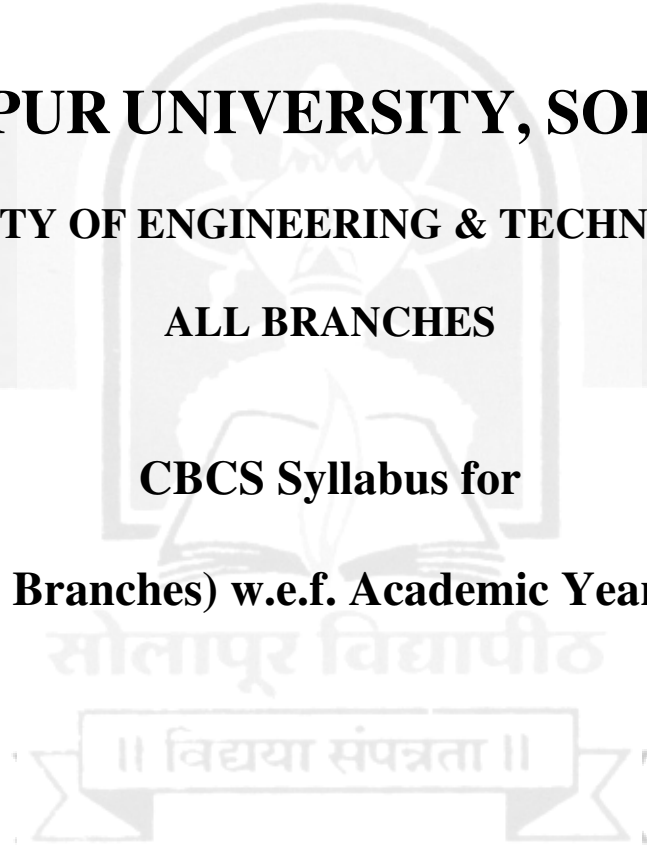 PUR UNIVERSITY, SOL
TY OF ENGINEERING & TECHN
ALL BRANCHES
CBCS Syllabus for
Branches) w.e.f. Academic Year
सोलापूर विद्यापीठ
॥ विद्यया संपन्नता ॥